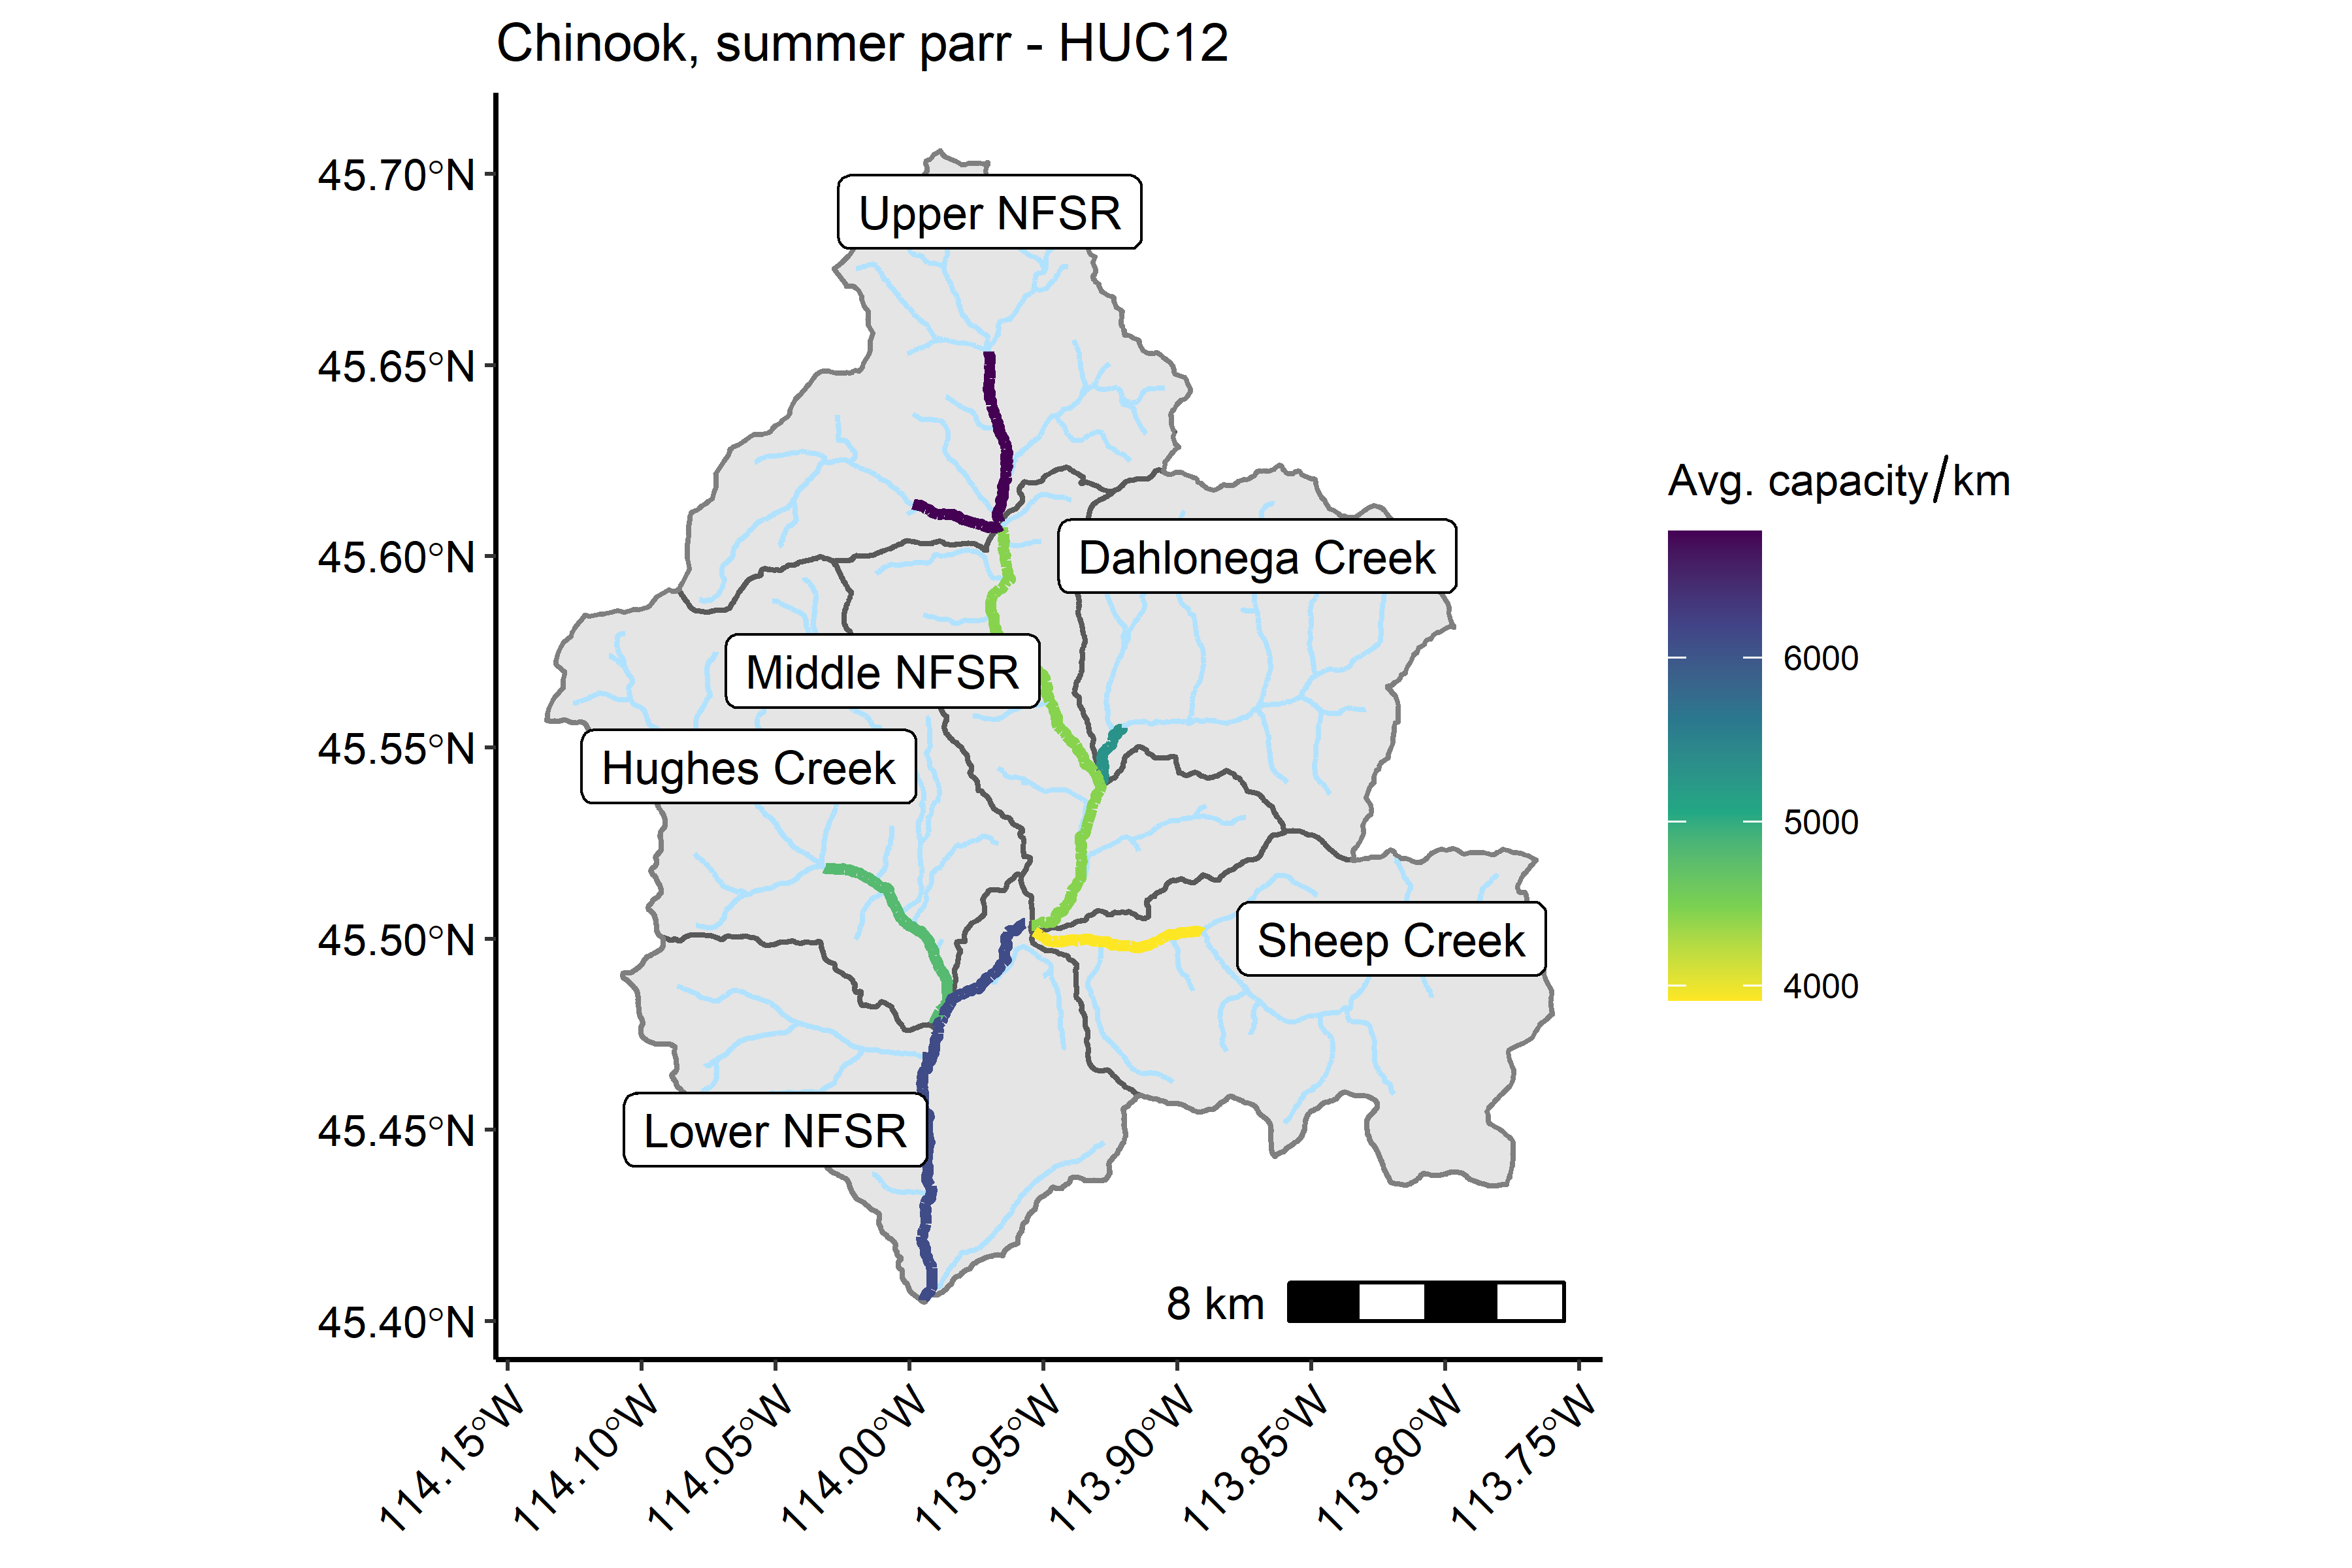 Chinook, summer parr - HUC12
45.70°N
45.65°N
45.60°N
45.55°N
45.50°N
45.45°N
45.40°N
Upper NFSR
Dahlonega Creek
Middle NFSR
Hughes Creek
Sheep Creek
Lower NFSR
8 km
114.15°W
114.10°W
114.05°W
114.00°W
113.95°W
113.90°W
113.85°W
113.80°W
113.75°W
Avg. capacity/km
6000
5000
4000